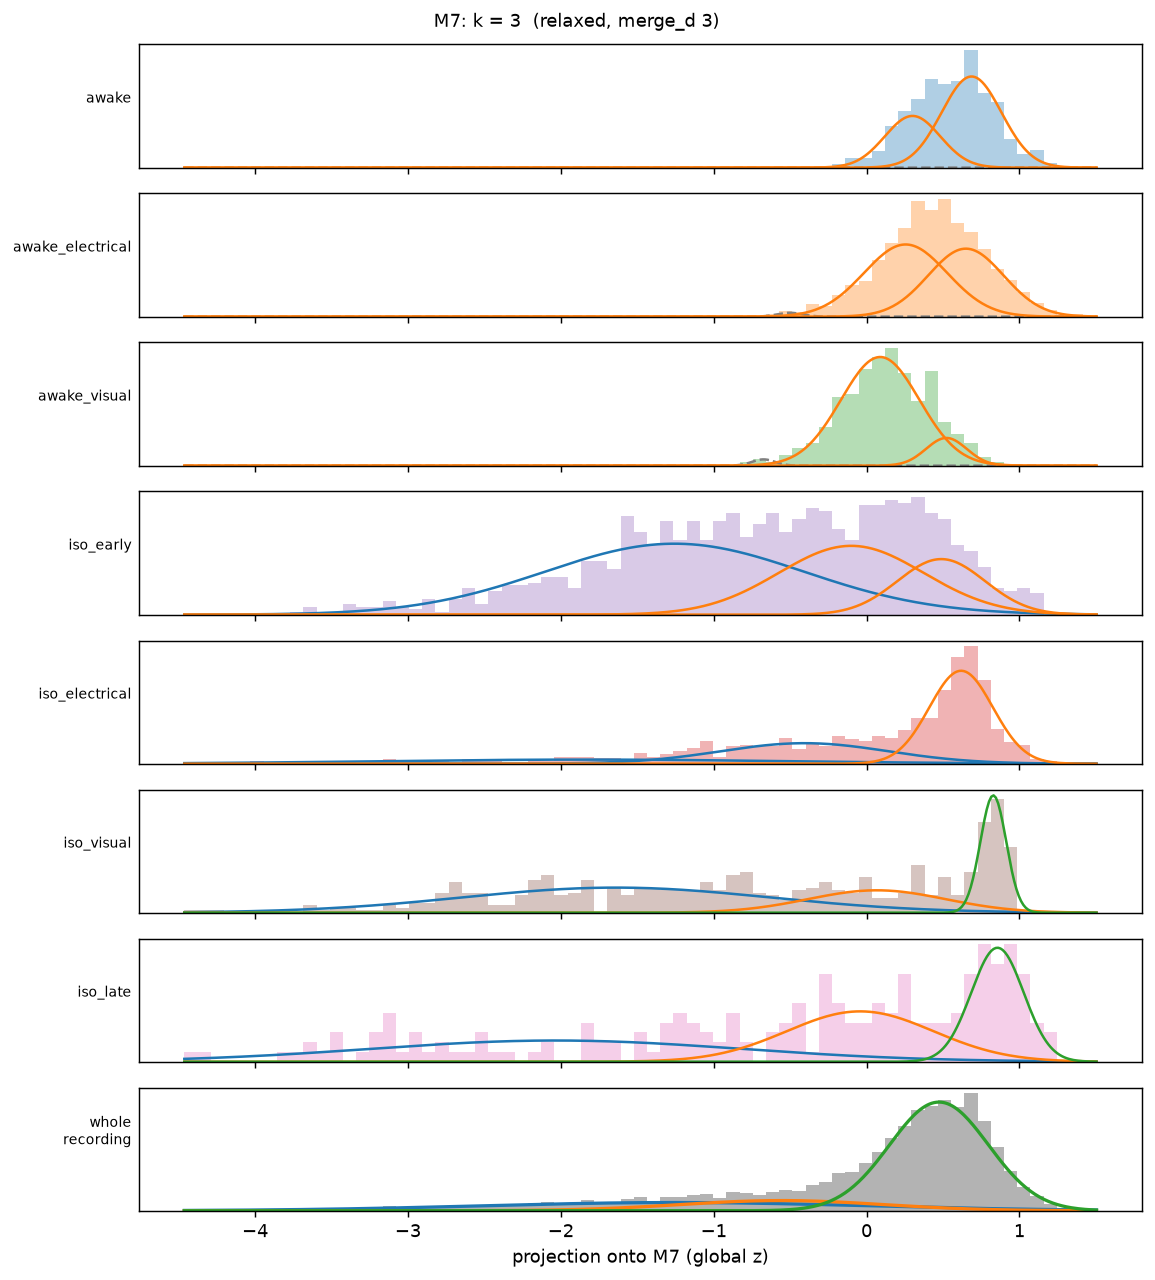 M7: k = 3  (relaxed, merge_d 3)
awake
awake_electrical
awake_visual
iso_early
iso_electrical
iso_visual
iso_late
whole
recording
−4 −3 −2 −1 0 1
projection onto M7 (global z)